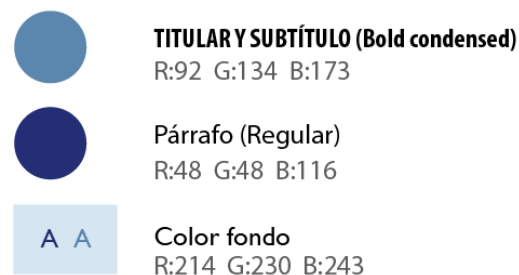 TITULAR Y SUBTÍTULO (Bold condensed)
R:92 G:134 B:173
Párrafo (Regular)
R:48 G:48 B:116
A A
Color fondo
R:214 G:230 B:243